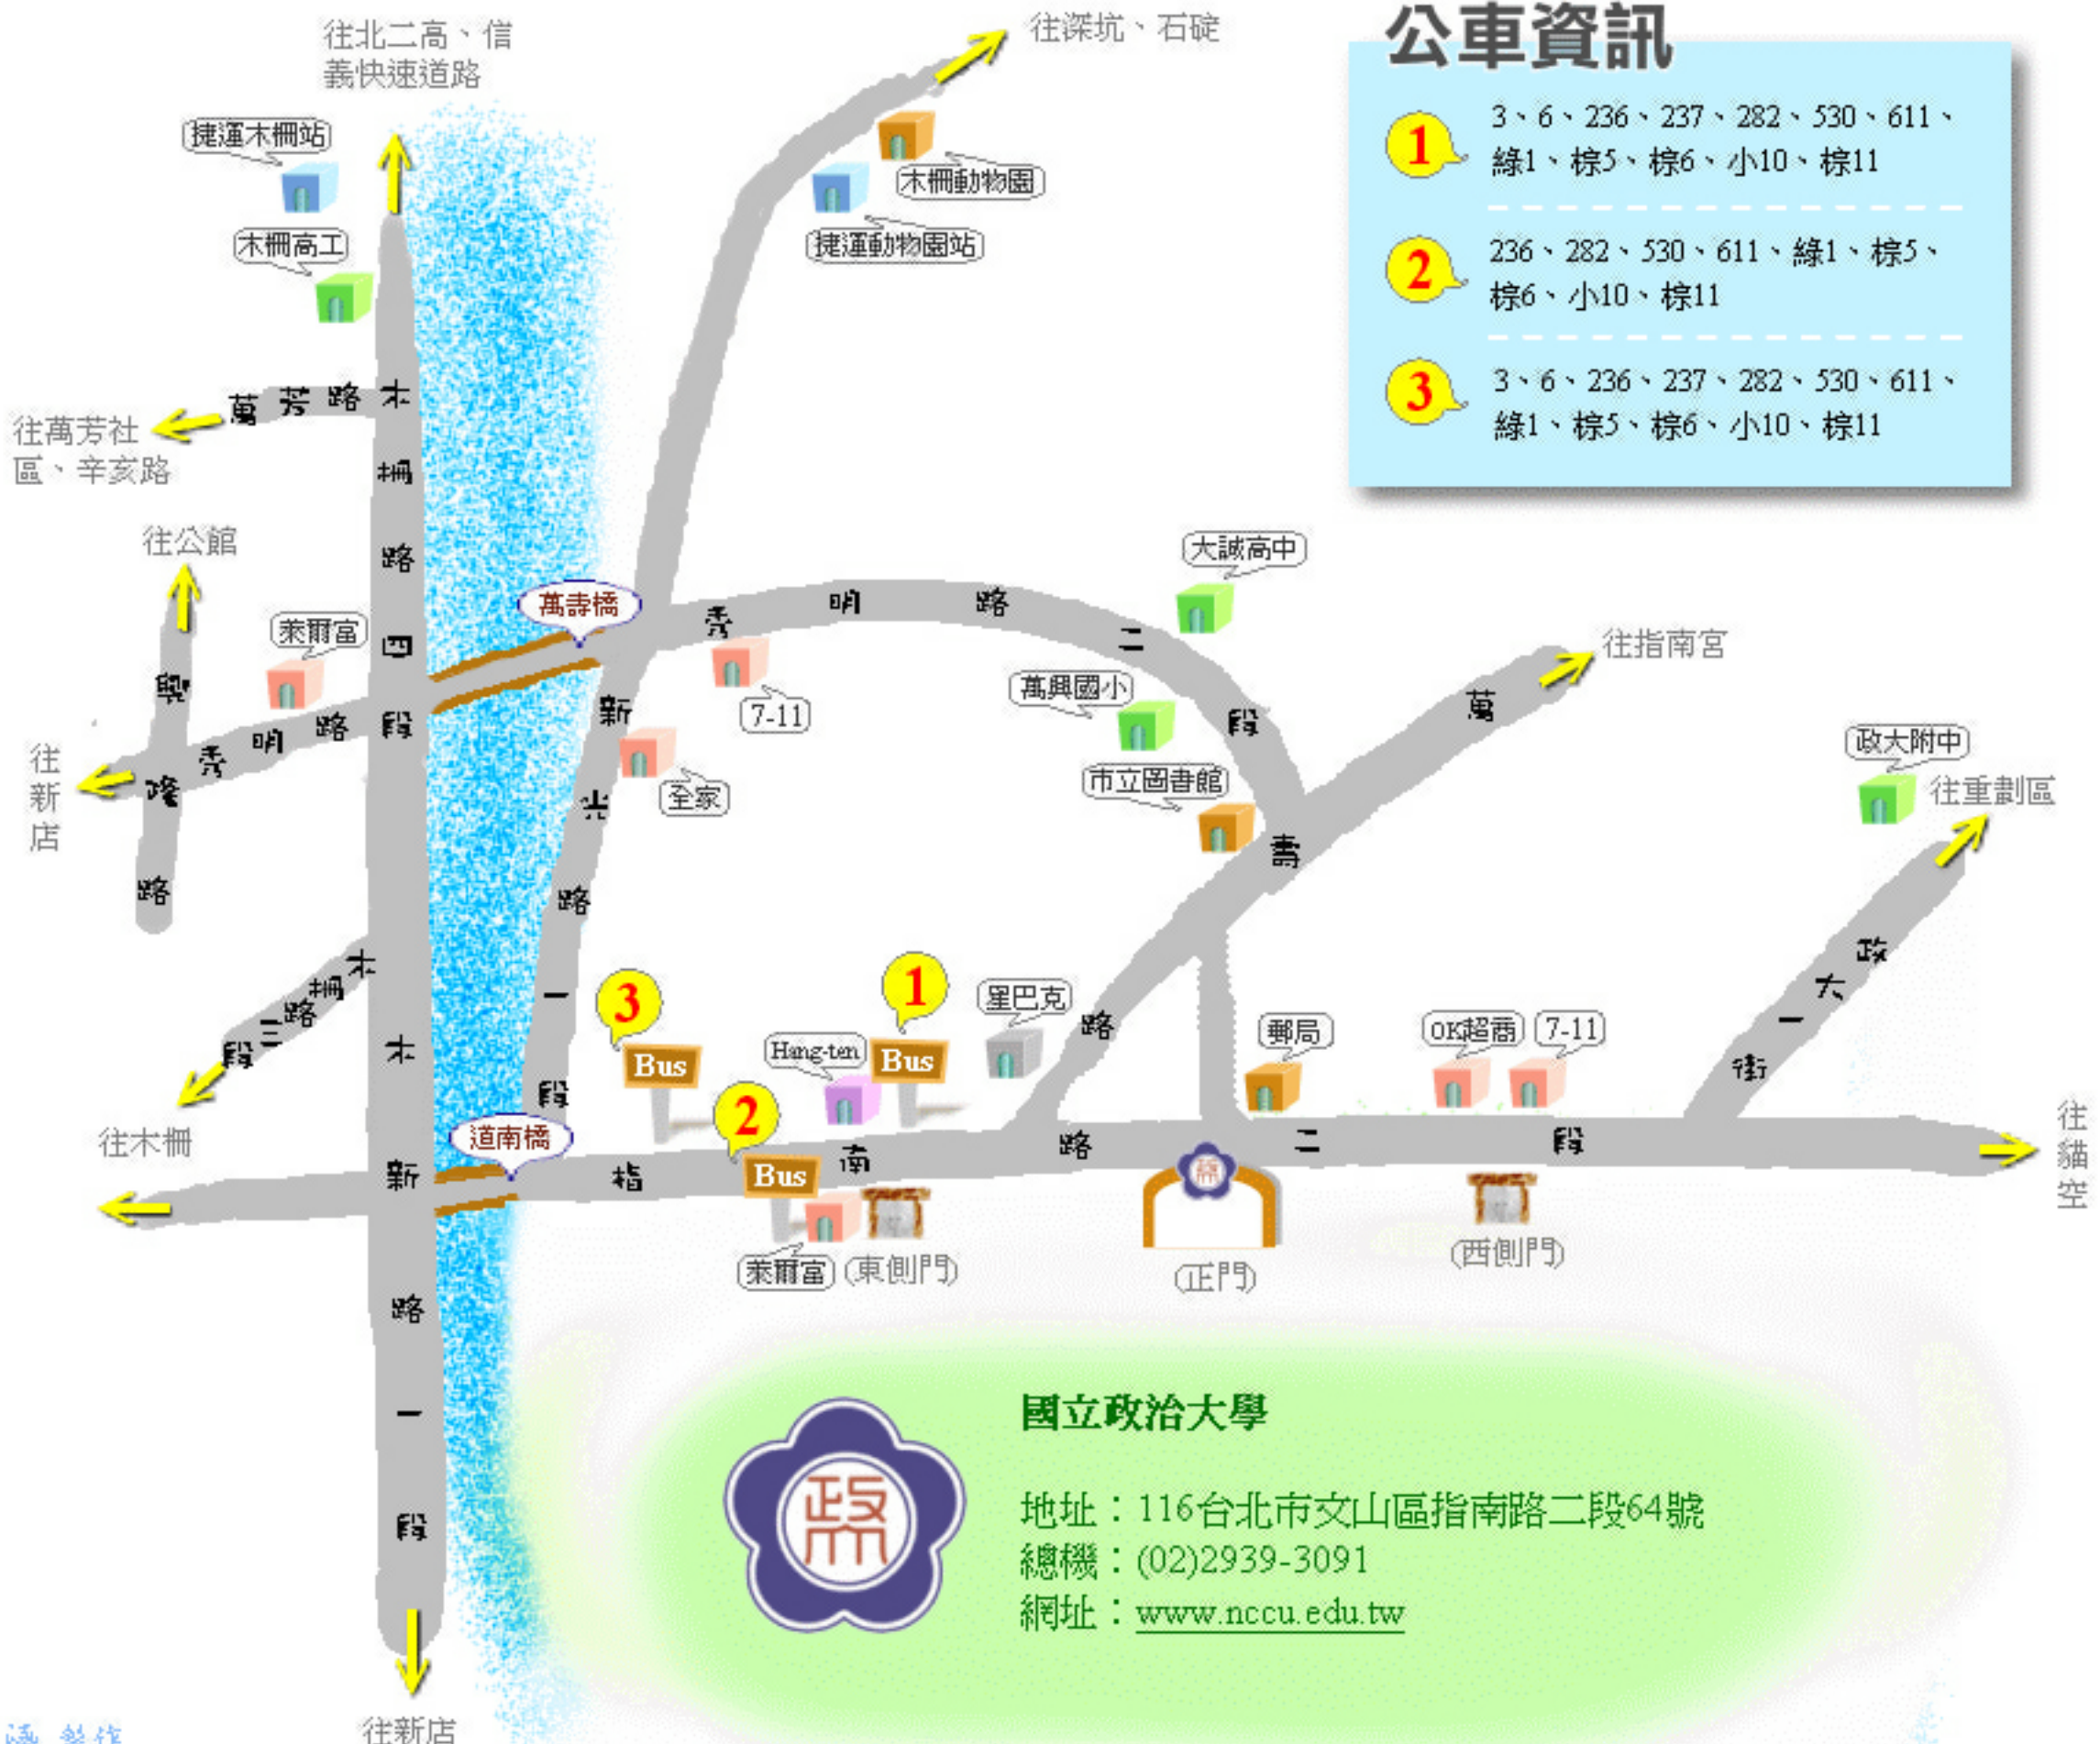 往北二高、信
義快速道路
往深坑、石碇
公車資訊
1
3、6、236、237、282、530、611、
綠1、棕5、棕6、小10、棕11
2
236、282、530、611、綠1、棕5、
棕6、小10、棕11
3
3、6、236、237、282、530、611、
綠1、棕5、棕6、小10、棕11
捷運木柵站
木柵高工
木柵動物園
捷運動物園站
萬芳路
木柵路四段
往萬芳社
區、辛亥路
往公館
萊爾富
興隆路
秀明路
往新店
萬壽橋
秀明路二段
7-11
大誠高中
萬興國小
市立圖書館
往指南宮
萬壽路
政大附中
往重劃區
新光路一段
全家
木柵路三段
往木柵
3
Bus
1
Bus
2
Bus
Hang-ten
星巴克
郵局
OK超商
7-11
政大一街
道南橋
指南路二段
往貓空
萊爾富
(東側門)
政
(正門)
(西側門)
木新路一段
往新店
政大
國立政治大學
地址：116台北市文山區指南路二段64號
總機：(02)2939-3091
網址：www.nccu.edu.tw
製作